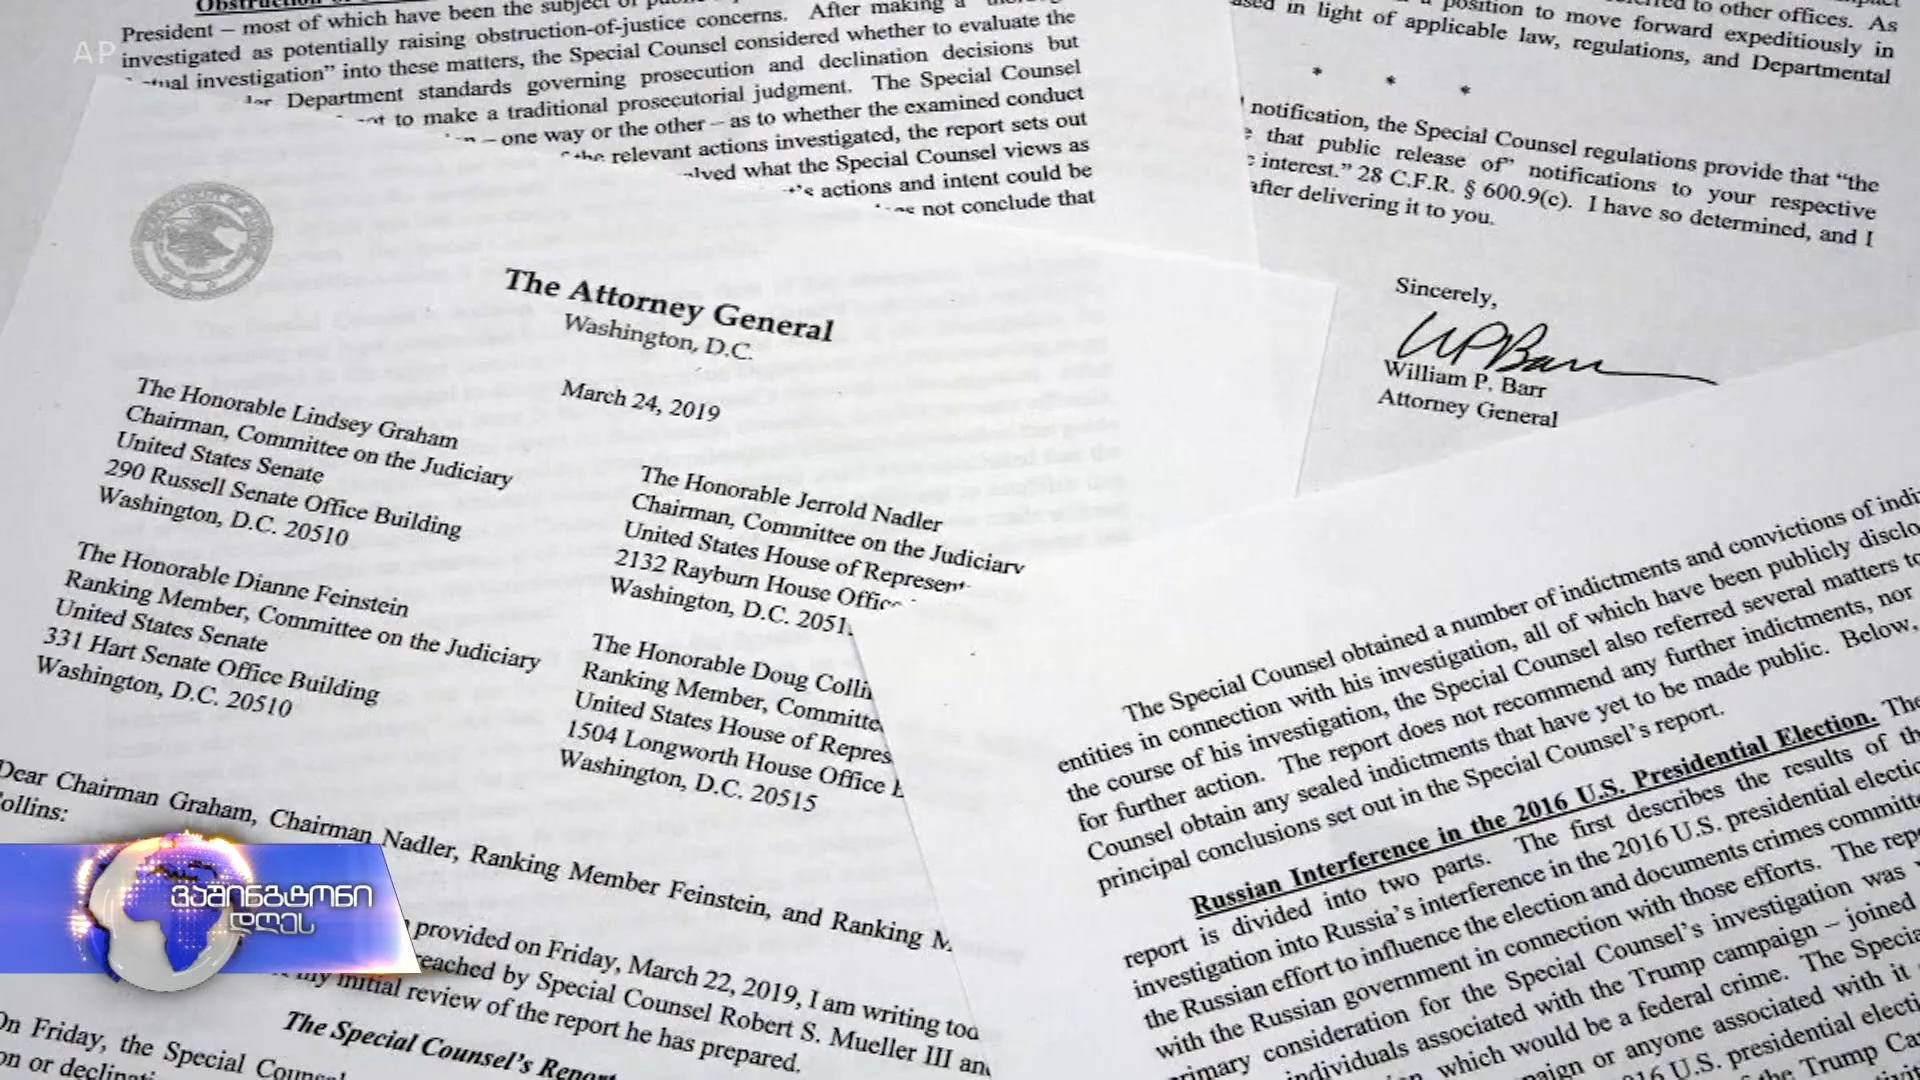 AP
President – most of which have been the subject of
investigated as potentially raising obstruction-of-justice concerns. After making a
investigation” into these matters, the Special Counsel considered whether to evaluate the
Department standards governing prosecution and declination decisions but
to make a traditional prosecutorial judgment. The Special Counsel
– one way or the other – as to whether the examined conduct
relevant actions investigated, the report sets out
what the Special Counsel views as
actions and intent could be
not conclude that
to other offices. As
position to move forward expeditiously in
in light of applicable law, regulations, and Departmental
* * *
notification, the Special Counsel regulations provide that “the
that public release of” notifications to your respective
interest.” 28 C.F.R. § 600.9(c). I have so determined, and I
after delivering it to you.
Sincerely,
William P. Barr
Attorney General
The Attorney General
Washington, D.C.
March 24, 2019
The Honorable Lindsey Graham
Chairman, Committee on the Judiciary
United States Senate
290 Russell Senate Office Building
Washington, D.C. 20510
The Honorable Jerrold Nadler
Chairman, Committee on the Judiciary
United States House of
2132 Rayburn House
Washington, D.C.
The Honorable Dianne Feinstein
Ranking Member, Committee on the Judiciary
United States Senate
331 Hart Senate Office Building
Washington, D.C. 20510
The Honorable Doug
Ranking Member,
United States House of
1504 Longworth House Office
Washington, D.C. 20515
Dear Chairman Graham, Chairman Nadler, Ranking Member Feinstein, and Ranking
Collins:
provided on Friday, March 22, 2019, I am writing
reached by Special Counsel Robert S. Mueller III
my initial review of the report he has prepared.
The Special Counsel’s Report
On Friday, the Special
on or
The Special Counsel obtained a number of indictments and convictions of
entities in connection with his investigation, all of which have been publicly
the course of his investigation, the Special Counsel also referred several matters to
for further action. The report does not recommend any further indictments, nor
Counsel obtain any sealed indictments that have yet to be made public. Below,
principal conclusions set out in the Special Counsel’s report.
Russian Interference in the 2016 U.S. Presidential Election. The
report is divided into two parts. The first describes the results of the
investigation into Russia’s interference in the 2016 U.S. presidential
the Russian effort to influence the election and documents crimes
with the Russian government in connection with those efforts. The
consideration for the Special Counsel’s investigation was
individuals associated with the Trump campaign – joined
which would be a federal crime. The
or anyone associated with it
U.S. presidential
the Trump
ვაშინგტონი
დღეს